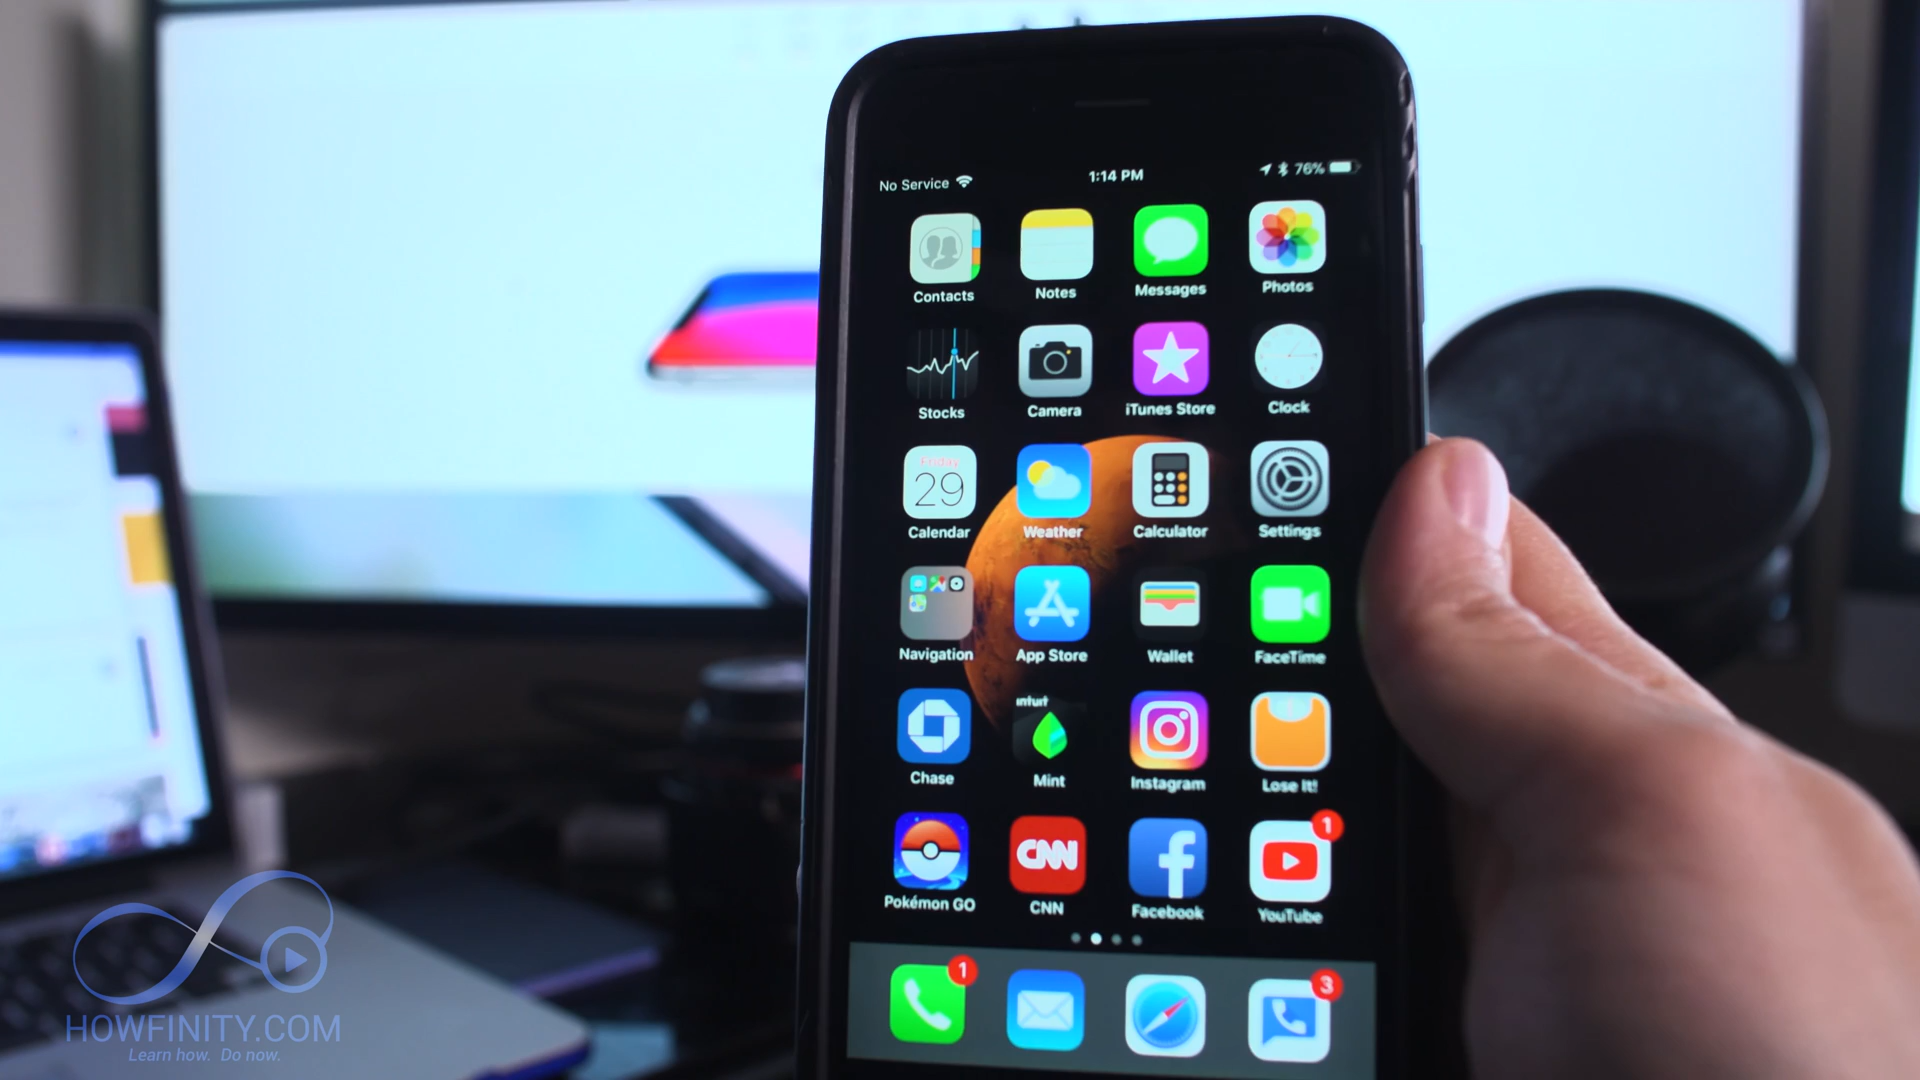 No Service
1:14 PM
76%
Contacts
Notes
Messages
Photos
Stocks
Camera
iTunes Store
Clock
Friday
29
Calendar
Weather
Calculator
Settings
Navigation
App Store
Wallet
FaceTime
intuit
Chase
Mint
Instagram
Lose It!
CNN
1
Pokémon GO
CNN
Facebook
YouTube
1
3
HOWFINITY.COM
Learn how. Do now.